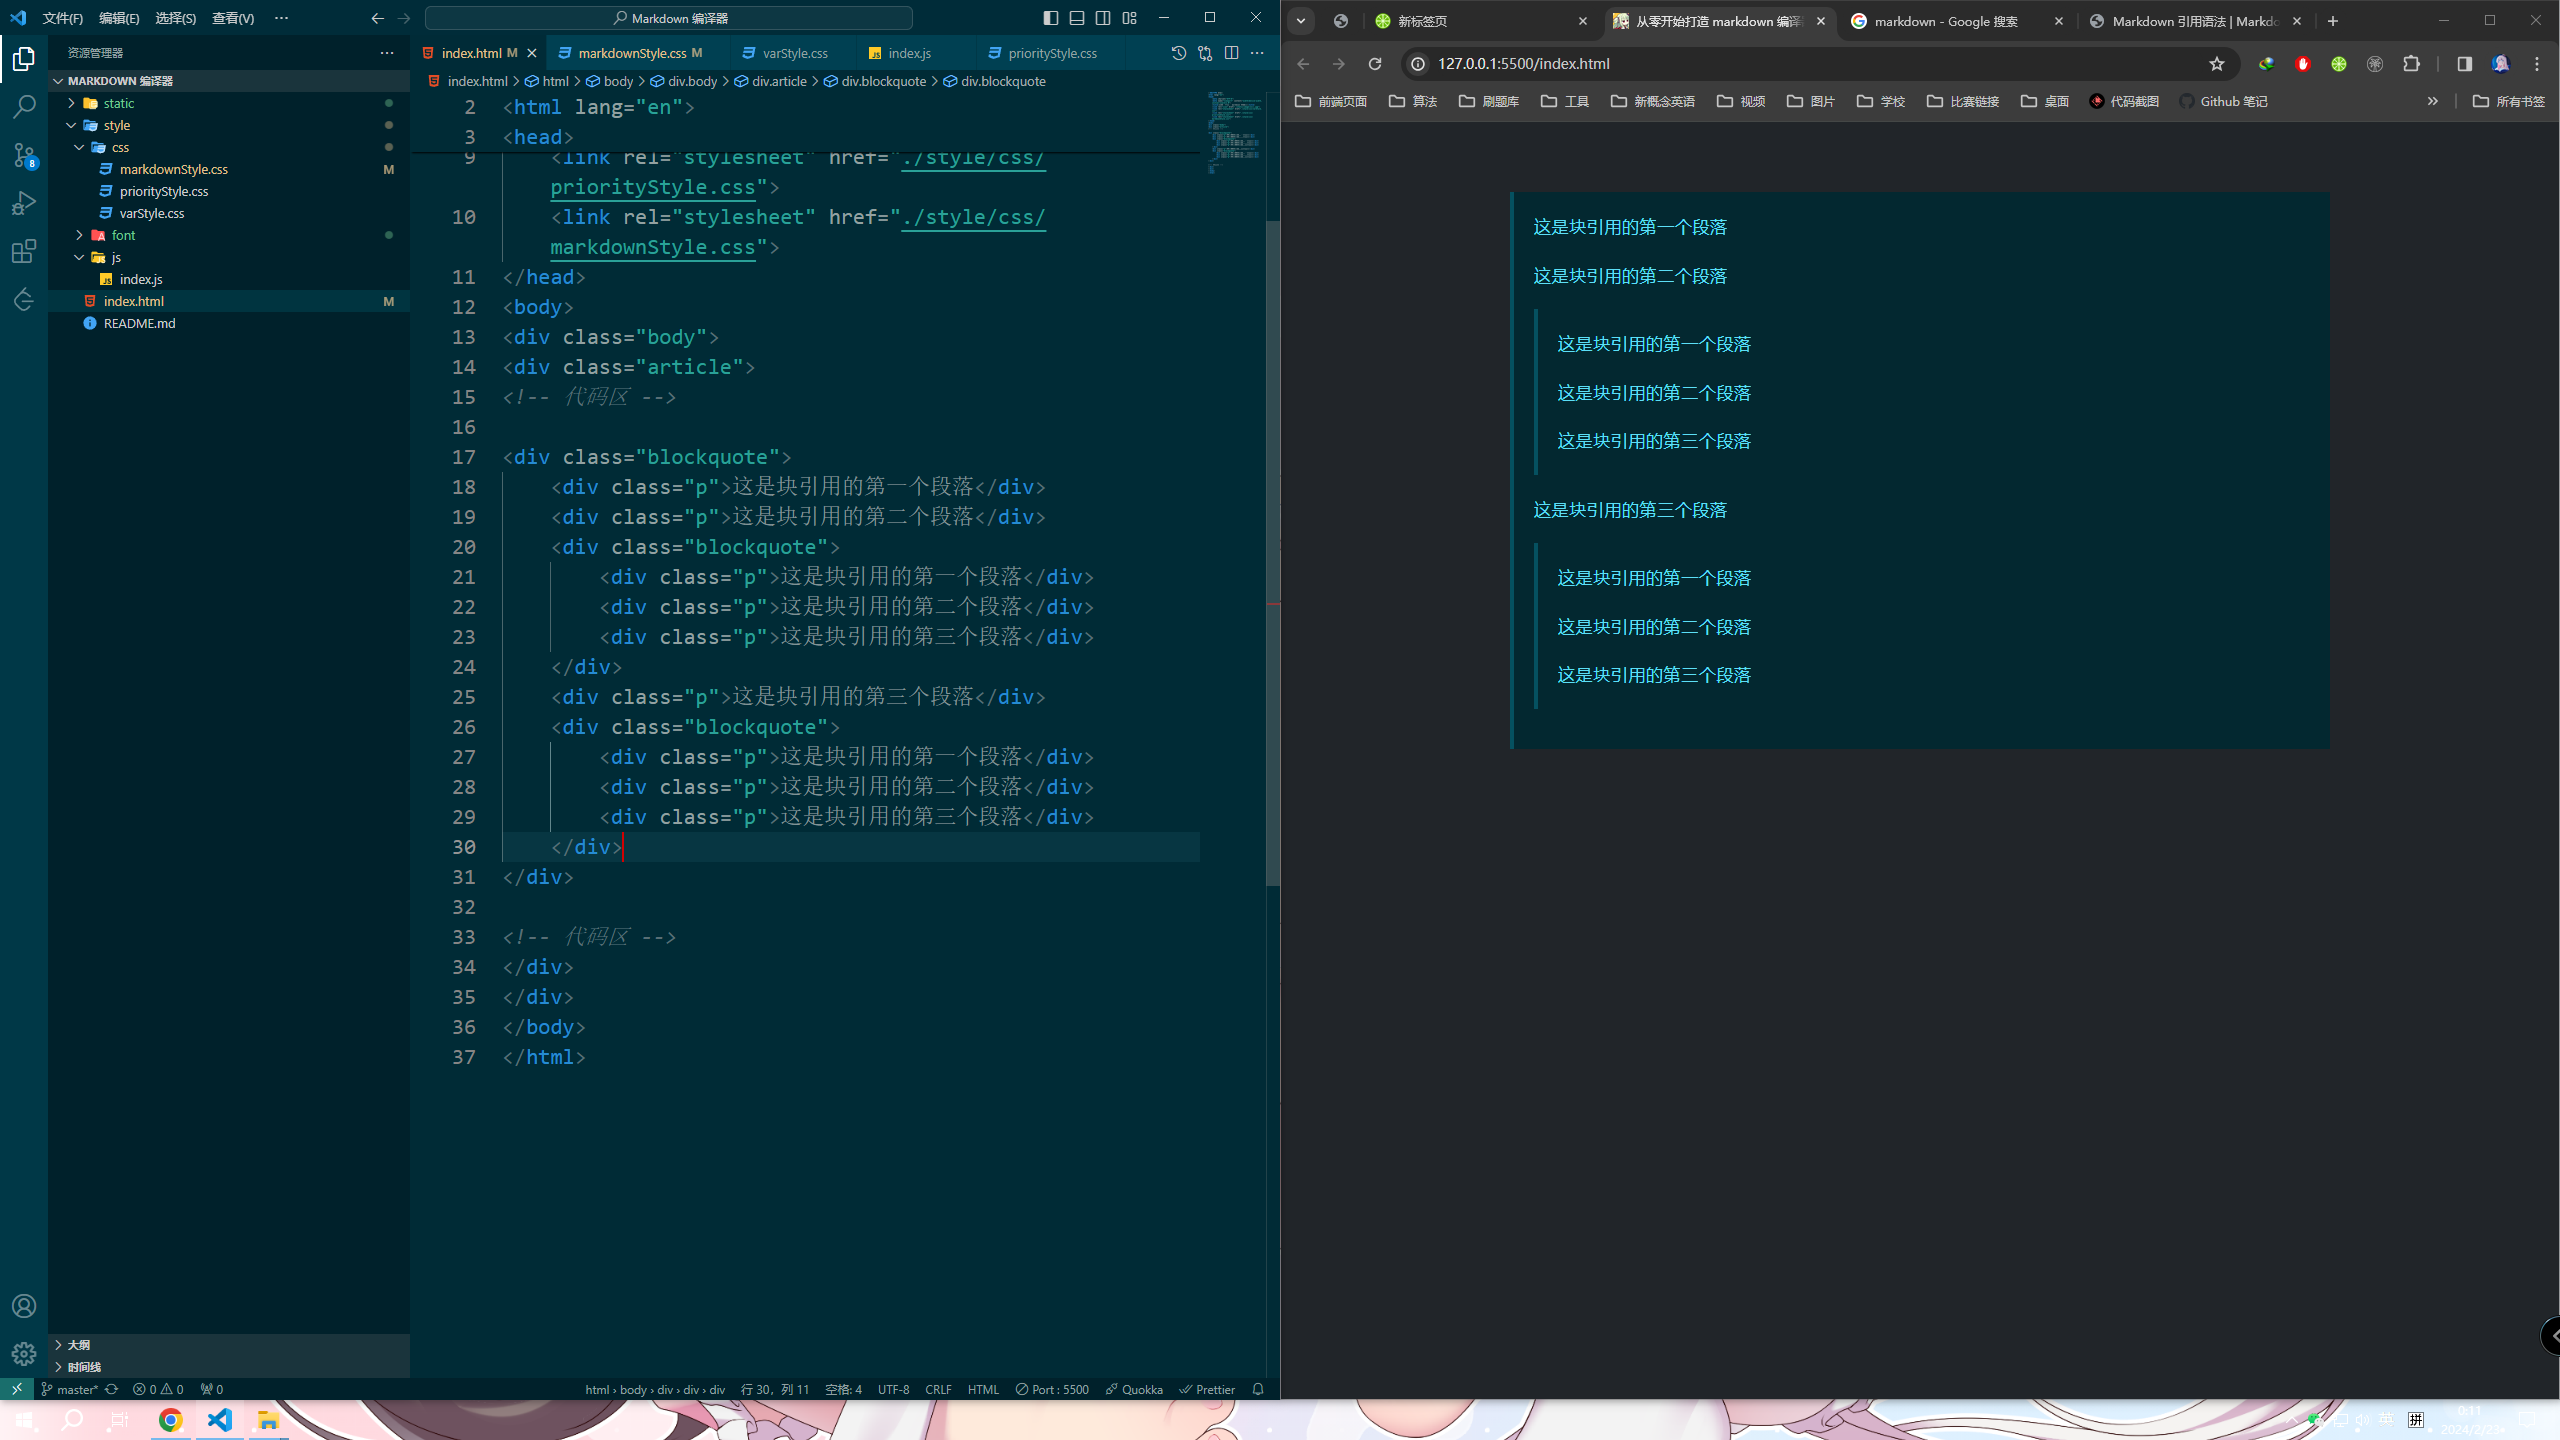 文件(F) 编辑(E) 选择(S) 查看(V) ··· Markdown 编译器
资源管理器
MARKDOWN 编译器
static
style
css
markdownStyle.css M
priorityStyle.css
varStyle.css
font
js
index.js
index.html M
README.md
大纲
时间线
index.html M markdownStyle.css M varStyle.css index.js priorityStyle.css
index.html > html > body > div.body > div.article > div.blockquote > div.blockquote
2 <html lang="en">
3 <head>
9 <link rel="stylesheet" href="./style/css/
priorityStyle.css">
10 <link rel="stylesheet" href="./style/css/
markdownStyle.css">
11 </head>
12 <body>
13 <div class="body">
14 <div class="article">
15 <!-- 代码区 -->
16
17 <div class="blockquote">
18 <div class="p">这是块引用的第一个段落</div>
19 <div class="p">这是块引用的第二个段落</div>
20 <div class="blockquote">
21 <div class="p">这是块引用的第一个段落</div>
22 <div class="p">这是块引用的第二个段落</div>
23 <div class="p">这是块引用的第三个段落</div>
24 </div>
25 <div class="p">这是块引用的第三个段落</div>
26 <div class="blockquote">
27 <div class="p">这是块引用的第一个段落</div>
28 <div class="p">这是块引用的第二个段落</div>
29 <div class="p">这是块引用的第三个段落</div>
30 </div>
31 </div>
32
33 <!-- 代码区 -->
34 </div>
35 </div>
36 </body>
37 </html>
8
master* 0 0 0 html › body › div › div › div 行 30，列 11 空格: 4 UTF-8 CRLF HTML Port : 5500 Quokka Prettier
新标签页 从零开始打造 markdown 编译 markdown - Google 搜索 Markdown 引用语法 | Markdo
127.0.0.1:5500/index.html
前端页面 算法 刷题库 工具 新概念英语 视频 图片 学校 比赛链接 桌面 代码截图 Github 笔记 » 所有书签
这是块引用的第一个段落
这是块引用的第二个段落
这是块引用的第一个段落
这是块引用的第二个段落
这是块引用的第三个段落
这是块引用的第三个段落
这是块引用的第一个段落
这是块引用的第二个段落
这是块引用的第三个段落
英 拼 0:11
2024/2/23